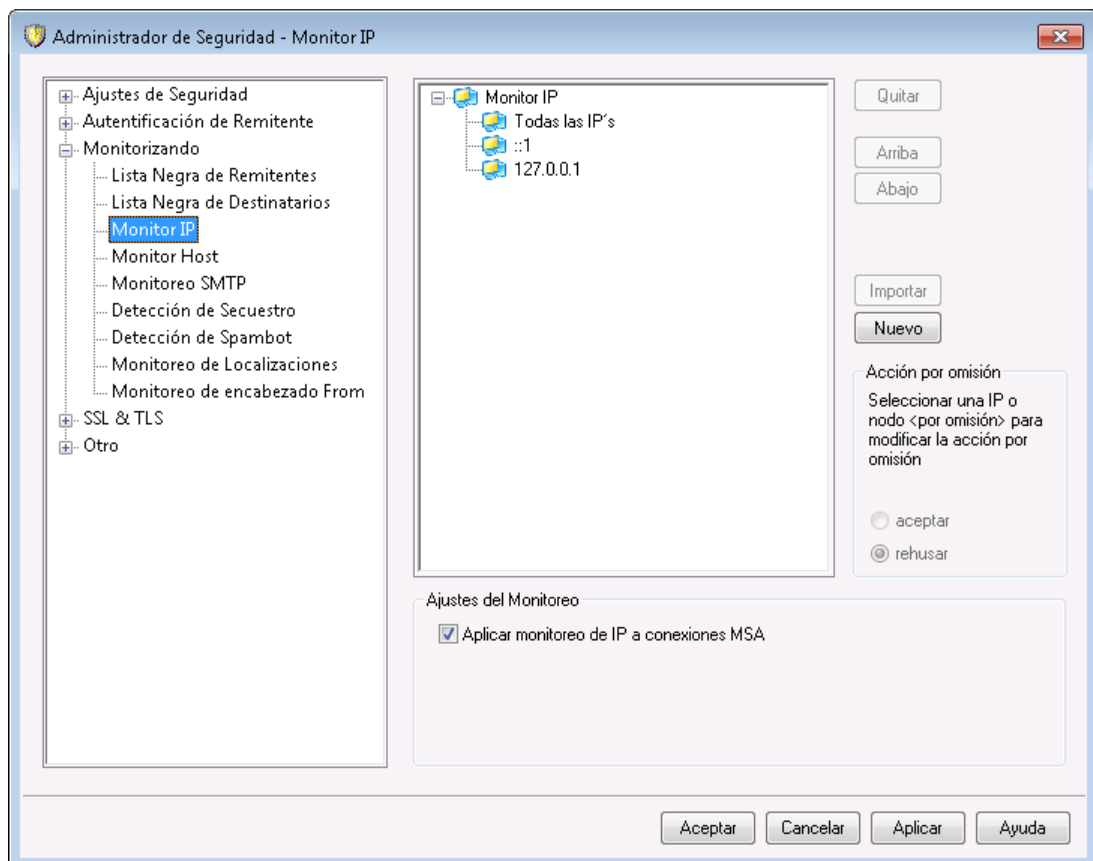 Administrador de Seguridad - Monitor IP
Ajustes de Seguridad
Autentificación de Remitente
Monitorizando
Lista Negra de Remitentes
Lista Negra de Destinatarios
Monitor IP
Monitor Host
Monitoreo SMTP
Detección de Secuestro
Detección de Spambot
Monitoreo de Localizaciones
Monitoreo de encabezado From
SSL & TLS
Otro
Monitor IP
Todas las IP´s
::1
127.0.0.1
Quitar
Arriba
Abajo
Importar
Nuevo
Acción por omisión
Seleccionar una IP o
nodo <por omisión> para
modificar la acción por
omisión
aceptar
rehusar
Ajustes del Monitoreo
Aplicar monitoreo de IP a conexiones MSA
Aceptar
Cancelar
Aplicar
Ayuda